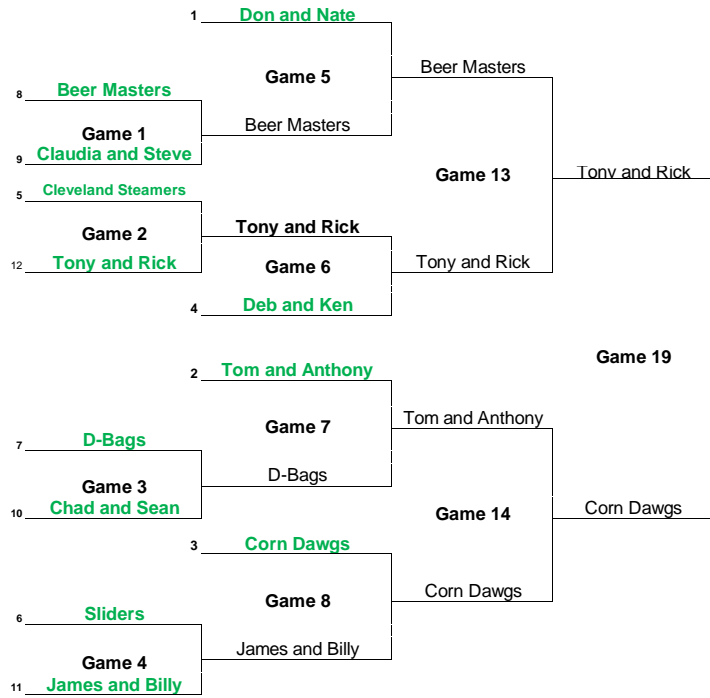 1 Don and Nate
Beer Masters
Game 5
8 Beer Masters
Beer Masters
Game 1
9 Claudia and Steve
Game 13
Tony and Rick
5 Cleveland Steamers
Game 2
Tony and Rick
12 Tony and Rick
Game 6
Tony and Rick
4 Deb and Ken
Game 19
2 Tom and Anthony
Tom and Anthony
Game 7
7 D-Bags
D-Bags
Game 3
10 Chad and Sean
Game 14
Corn Dawgs
3 Corn Dawgs
Corn Dawgs
Game 8
6 Sliders
James and Billy
Game 4
11 James and Billy